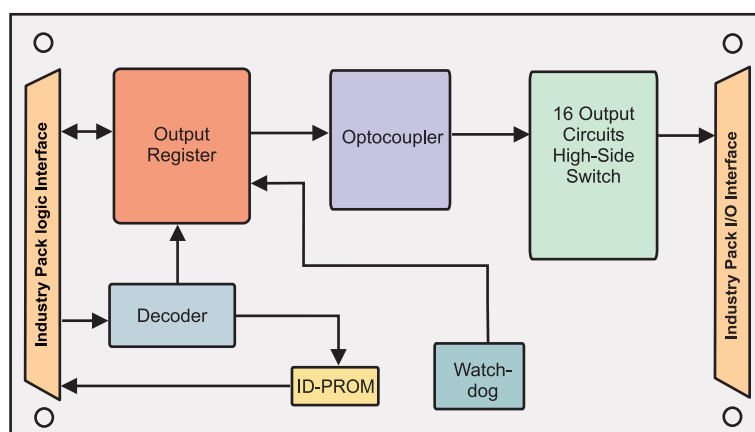 Industry Pack logic Interface
Output
Register
Optocoupler
16 Output
Circuits
High-Side
Switch
Industry Pack I/O Interface
Decoder
ID-PROM
Watch-
dog